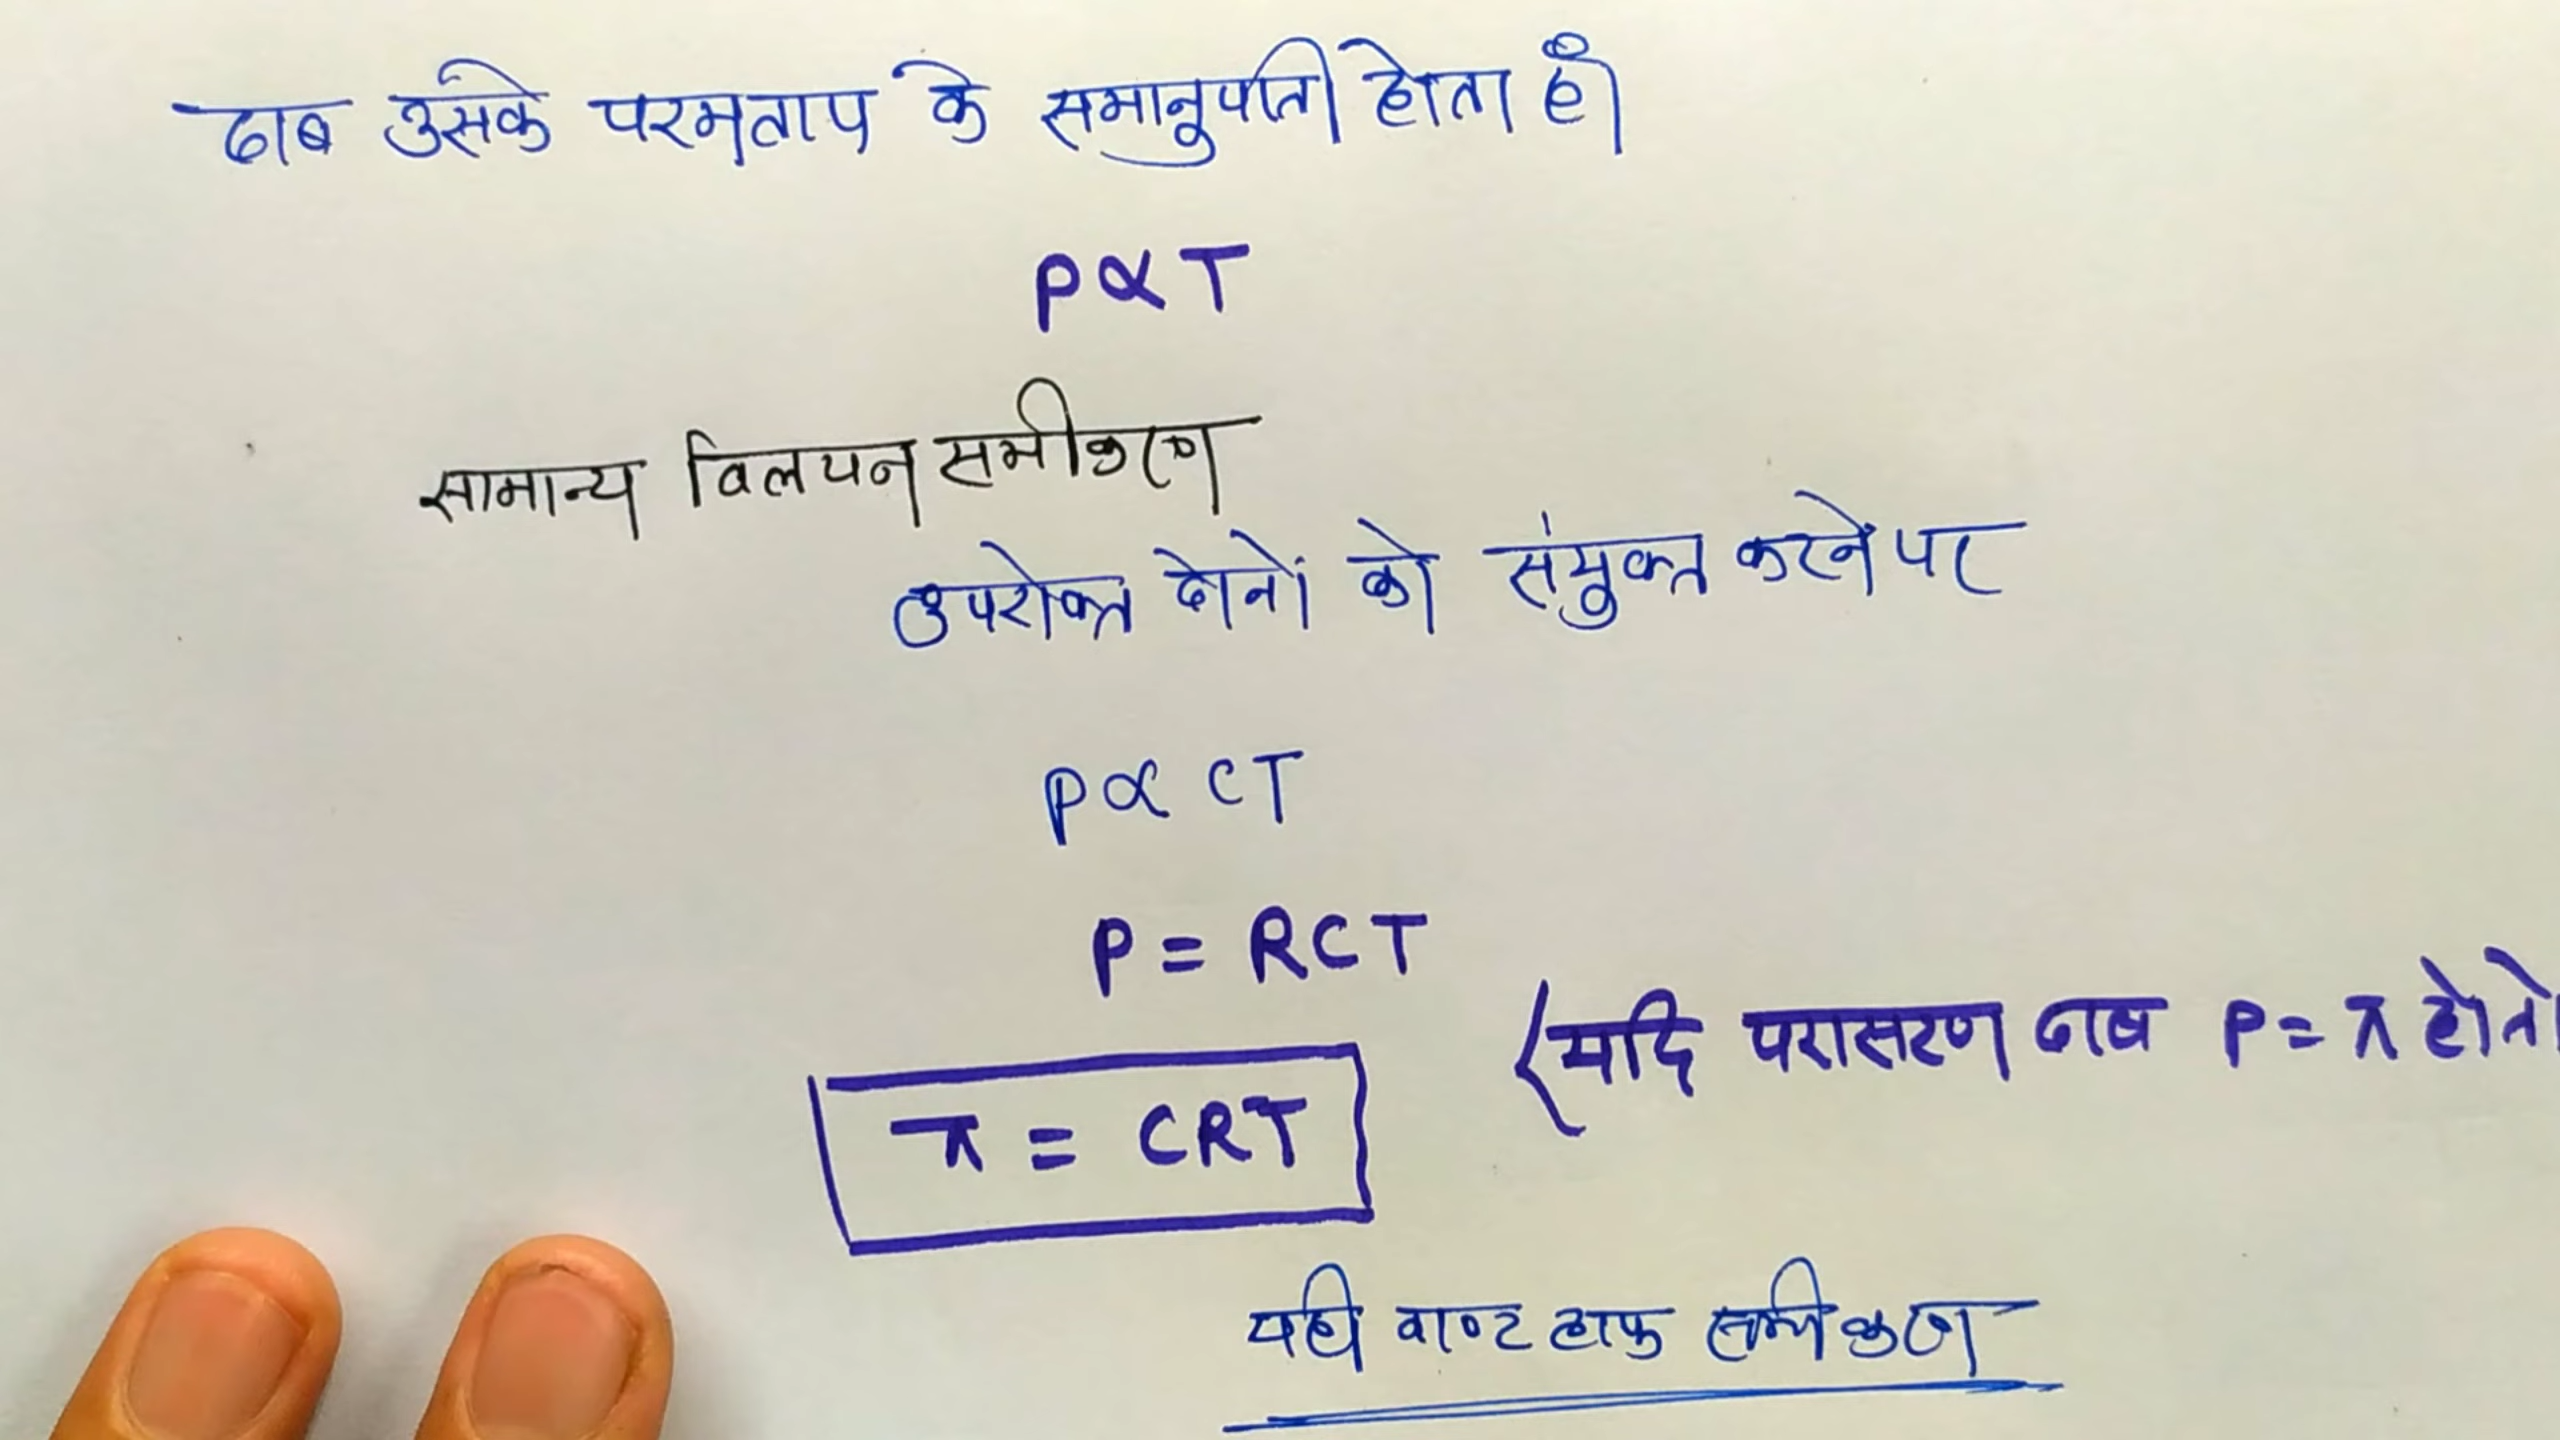 दाब उसके परमताप के समानुपाती होता है।
P ∝ T
सामान्य विलयन समीकरण
उपरोक्त दोनों को संयुक्त करने पर
P ∝ CT
P = RCT
(यदि परासरण दाब P = π हो तो
π = CRT
यही वाण्ट हाफ समीकरण